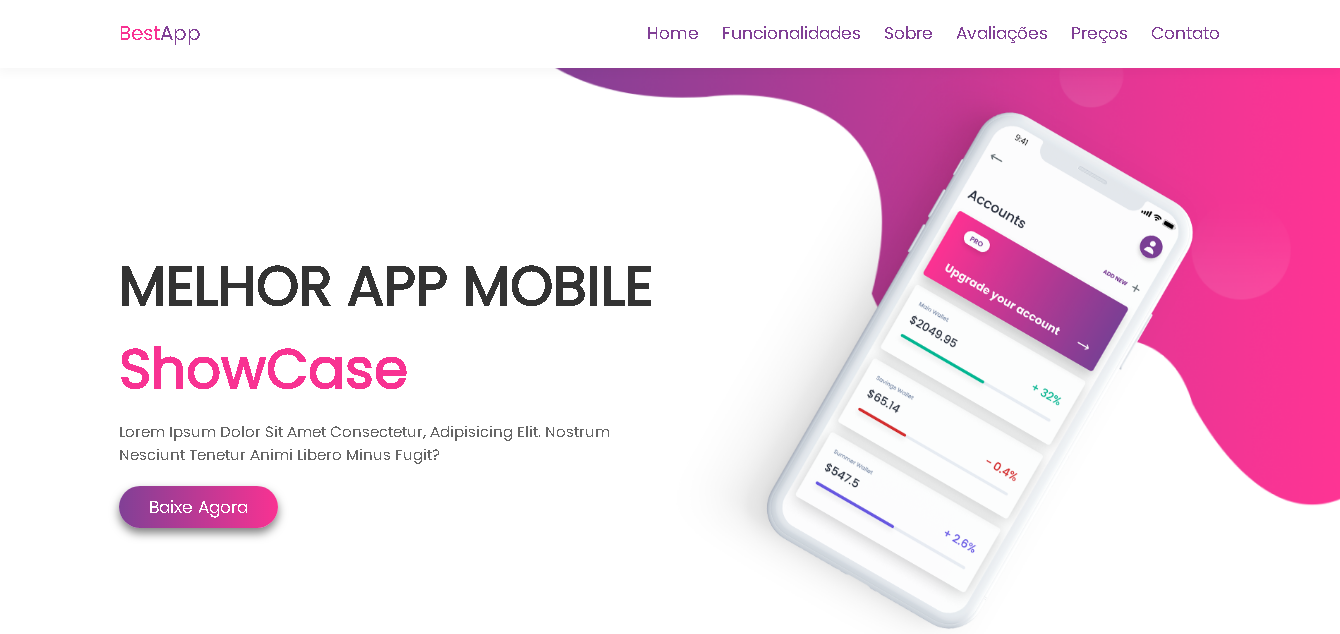 BestApp
Home Funcionalidades Sobre Avaliações Preços Contato
MELHOR APP MOBILE
ShowCase
Lorem Ipsum Dolor Sit Amet Consectetur, Adipisicing Elit. Nostrum
Nesciunt Tenetur Animi Libero Minus Fugit?
Baixe Agora
9:41
Accounts
PRO
ADD NEW +
Upgrade your account
Main Wallet
$2049.95
+ 32%
Savings Wallet
$65.14
- 0.4%
Summer Wallet
$547.5
+ 2.6%